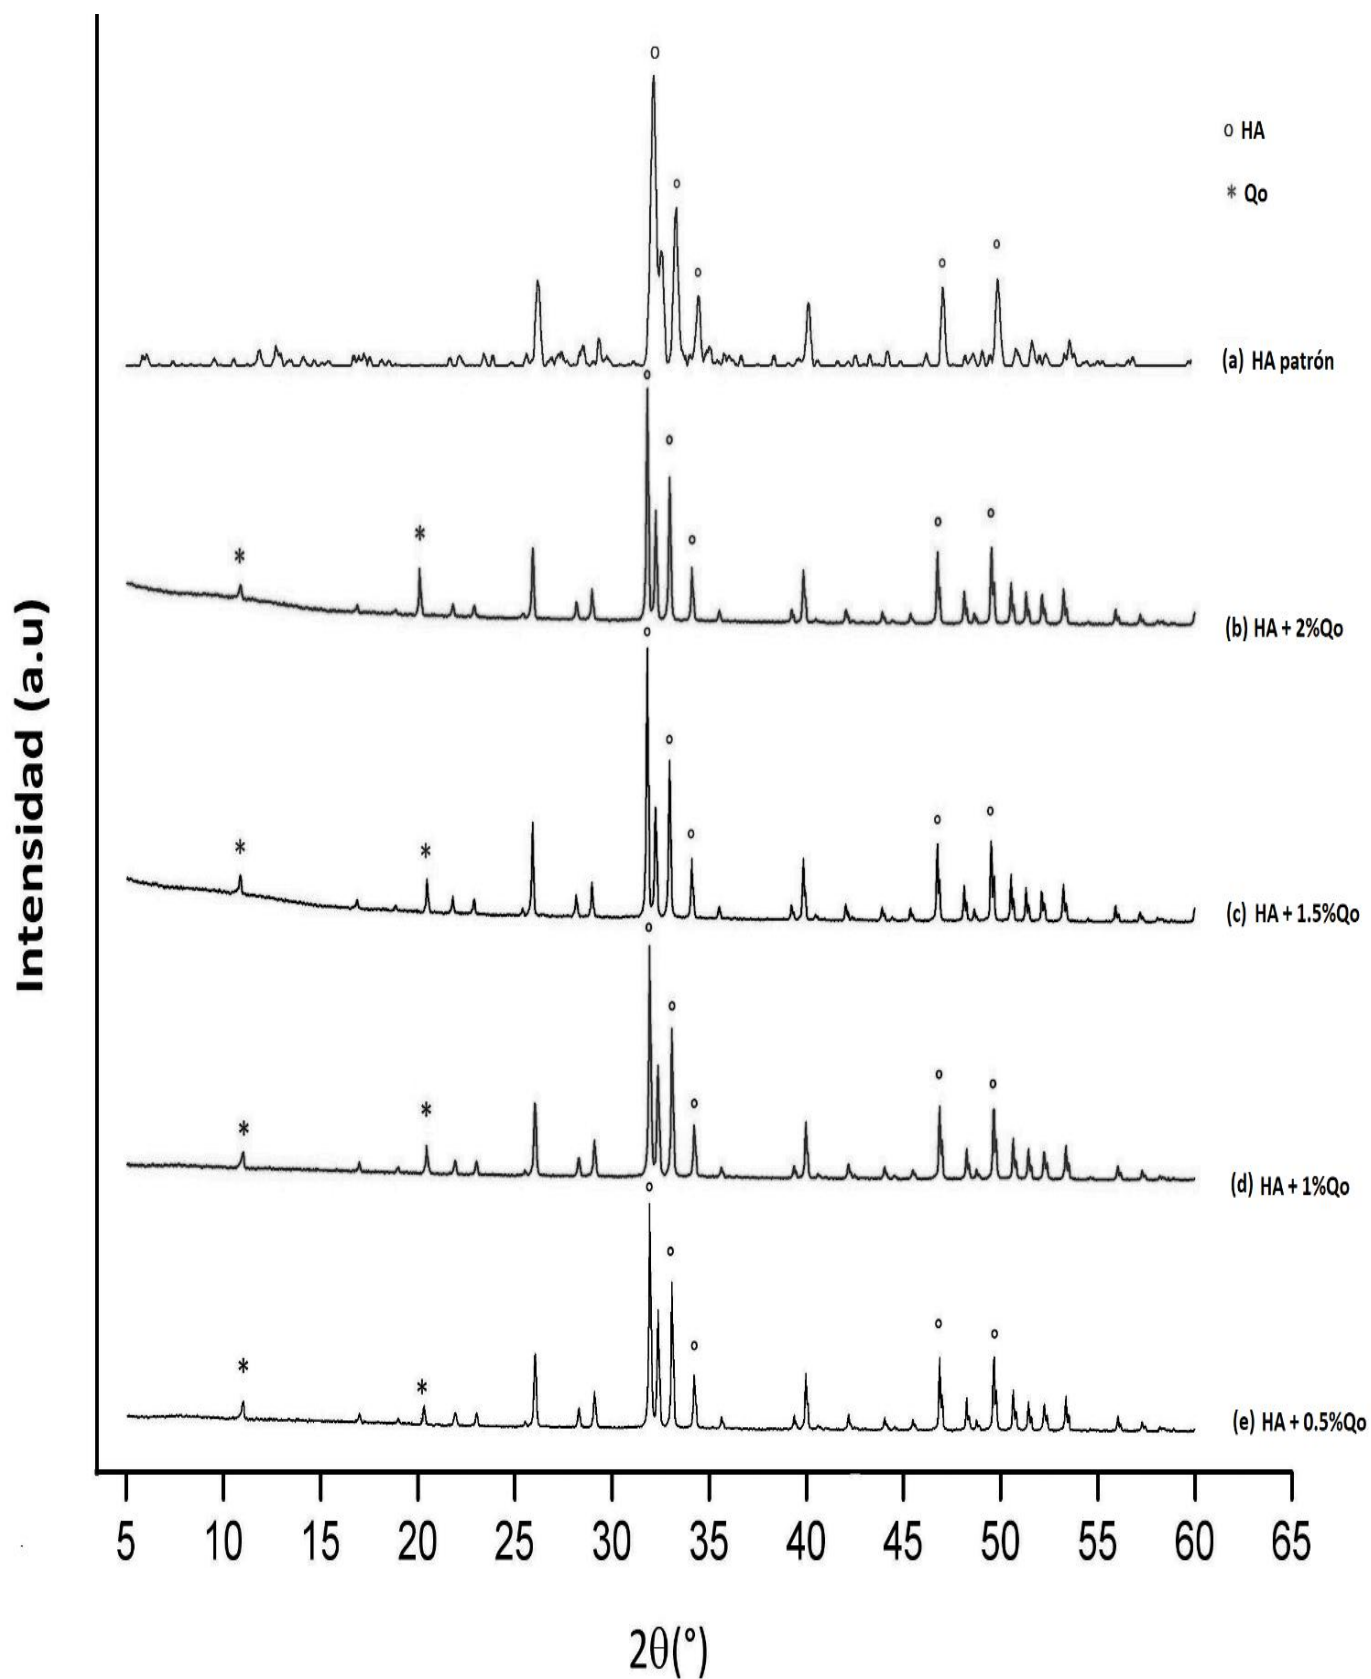 o HA
* Qo
(a) HA patrón
(b) HA + 2%Qo
(c) HA + 1.5%Qo
(d) HA + 1%Qo
(e) HA + 0.5%Qo
Intensidad (a.u)
5 10 15 20 25 30 35 40 45 50 55 60 65
2θ(°)